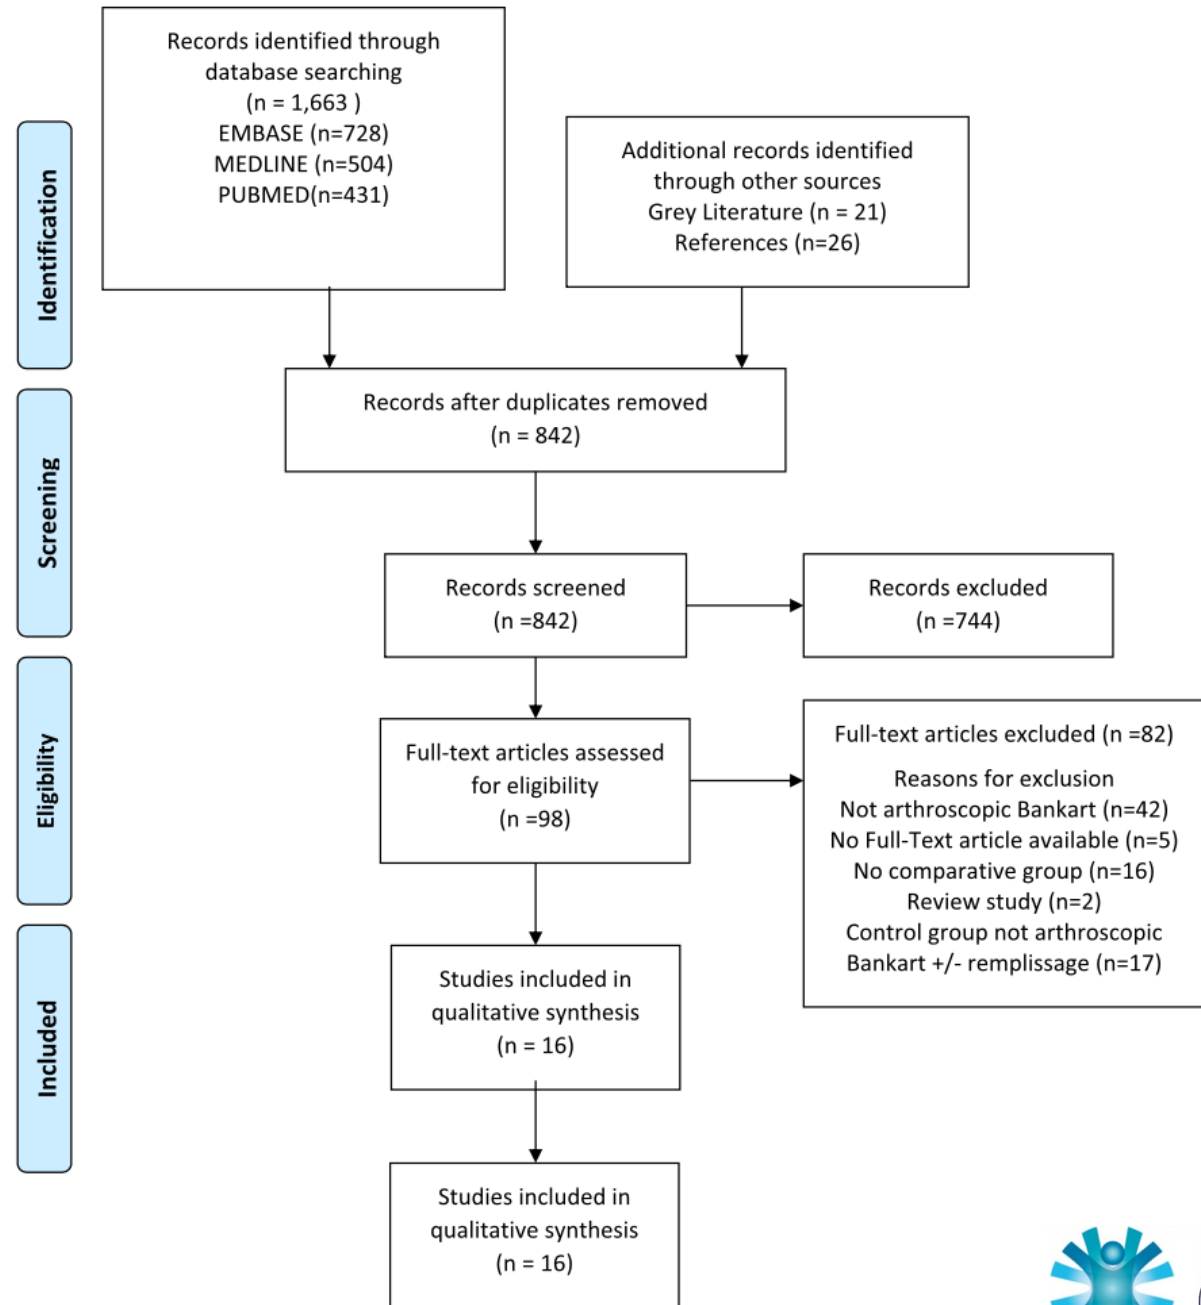 Records identified through
database searching
(n = 1,663 )
EMBASE (n=728)
MEDLINE (n=504)
PUBMED(n=431)
Additional records identified
through other sources
Grey Literature (n = 21)
References (n=26)
Identification
Records after duplicates removed
(n = 842)
Screening
Records screened
(n =842)
Records excluded
(n =744)
Eligibility
Full-text articles assessed
for eligibility
(n =98)
Full-text articles excluded (n =82)
Reasons for exclusion
Not arthroscopic Bankart (n=42)
No Full-Text article available (n=5)
No comparative group (n=16)
Review study (n=2)
Control group not arthroscopic
Bankart +/- remplissage (n=17)
Included
Studies included in
qualitative synthesis
(n = 16)
Studies included in
qualitative synthesis
(n = 16)